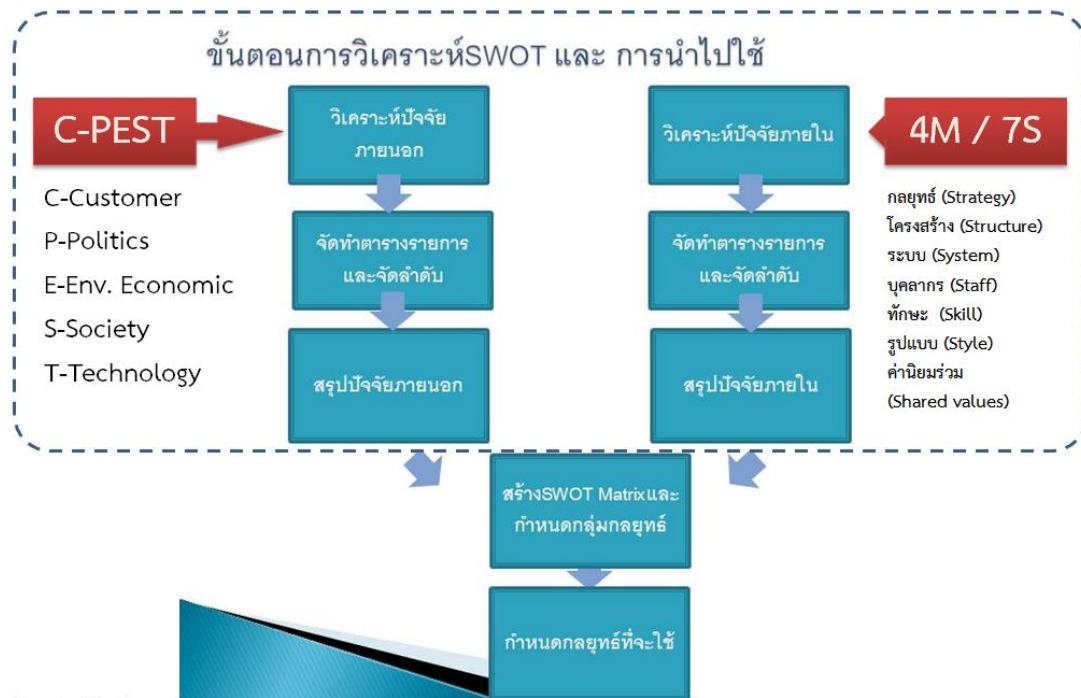 ขั้นตอนการวิเคราะห์SWOT และ การนำไปใช้
C-PEST
C-Customer
P-Politics
E-Env. Economic
S-Society
T-Technology
วิเคราะห์ปัจจัย
ภายนอก
จัดทำตารางรายการ
และจัดลำดับ
สรุปปัจจัยภายนอก
วิเคราะห์ปัจจัยภายใน
จัดทำตารางรายการ
และจัดลำดับ
สรุปปัจจัยภายใน
4M / 7S
กลยุทธ์ (Strategy)
โครงสร้าง (Structure)
ระบบ (System)
บุคลากร (Staff)
ทักษะ (Skill)
รูปแบบ (Style)
ค่านิยมร่วม
(Shared values)
สร้างSWOT Matrixและ
กำหนดกลุ่มกลยุทธ์
กำหนดกลยุทธ์ที่จะใช้